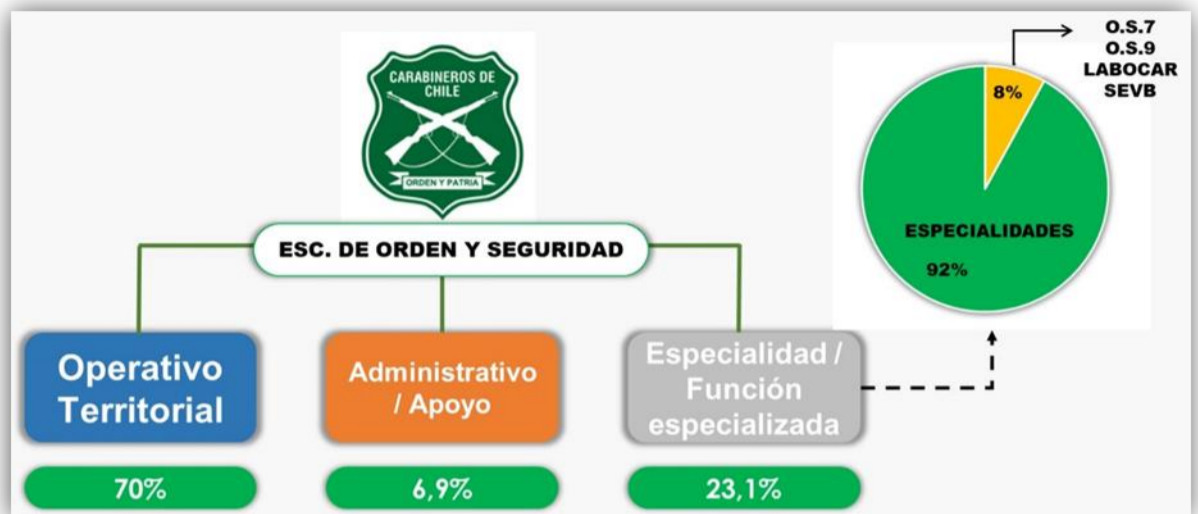 CARABINEROS DE
CHILE
ORDEN Y PATRIA
ESC. DE ORDEN Y SEGURIDAD
O.S.7
O.S.9
LABOCAR
SEVB
8%
ESPECIALIDADES
92%
Operativo
Territorial
Administrativo
/ Apoyo
Especialidad /
Función
especializada
70%
6,9%
23,1%